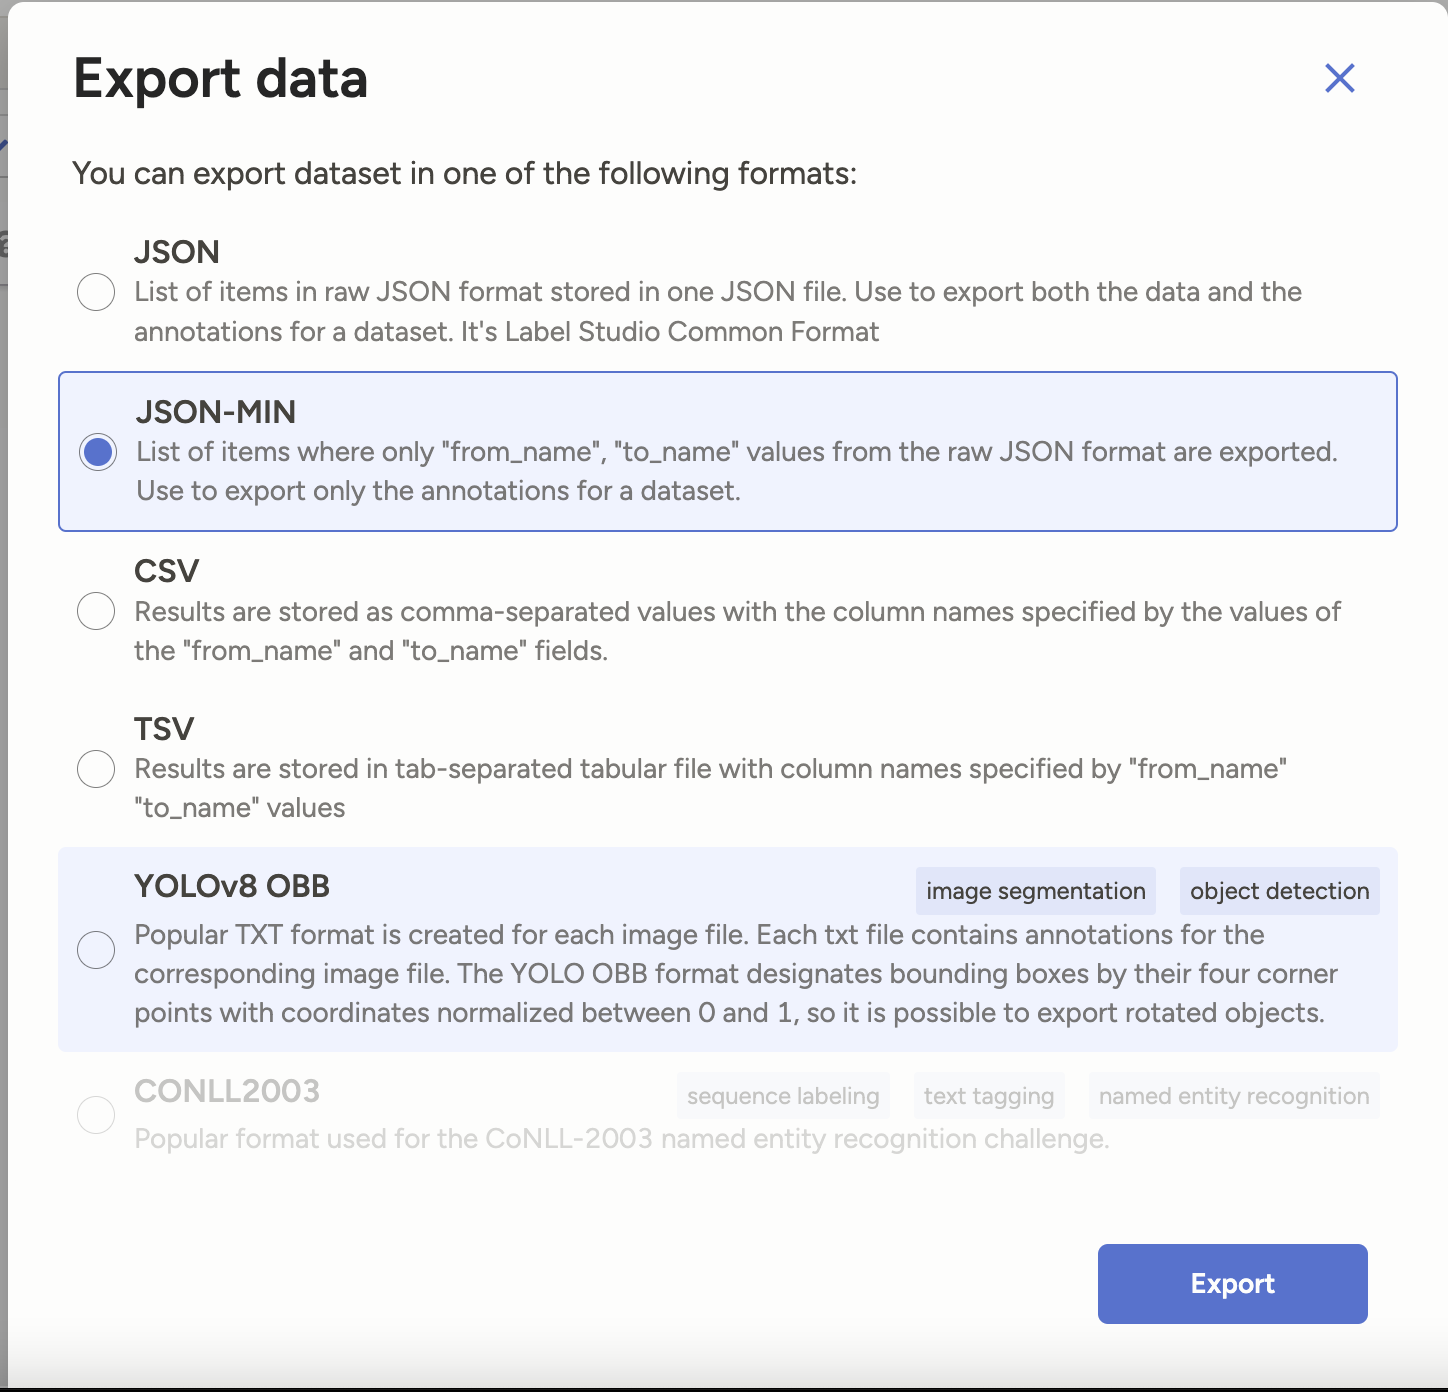 Export data
You can export dataset in one of the following formats:
JSON
List of items in raw JSON format stored in one JSON file. Use to export both the data and the
annotations for a dataset. It's Label Studio Common Format
JSON-MIN
List of items where only "from_name", "to_name" values from the raw JSON format are exported.
Use to export only the annotations for a dataset.
CSV
Results are stored as comma-separated values with the column names specified by the values of
the "from_name" and "to_name" fields.
TSV
Results are stored in tab-separated tabular file with column names specified by "from_name"
"to_name" values
YOLOv8 OBB image segmentation object detection
Popular TXT format is created for each image file. Each txt file contains annotations for the
corresponding image file. The YOLO OBB format designates bounding boxes by their four corner
points with coordinates normalized between 0 and 1, so it is possible to export rotated objects.
CONLL2003 sequence labeling text tagging named entity recognition
Popular format used for the CoNLL-2003 named entity recognition challenge.
Export